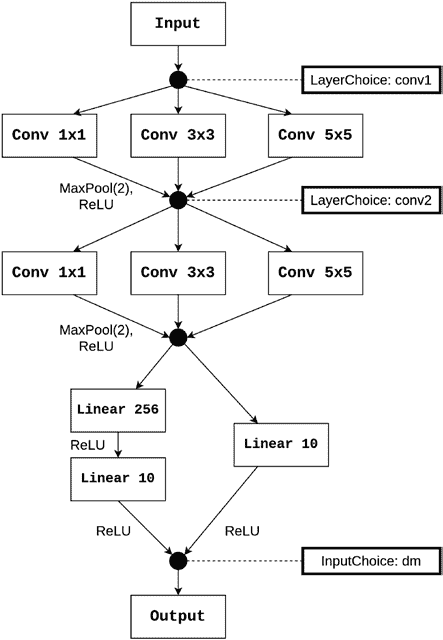 Input
LayerChoice: conv1
Conv 1x1
Conv 3x3
Conv 5x5
MaxPool(2),
ReLU
LayerChoice: conv2
Conv 1x1
Conv 3x3
Conv 5x5
MaxPool(2),
ReLU
Linear 256
ReLU
Linear 10
Linear 10
ReLU
ReLU
InputChoice: dm
Output